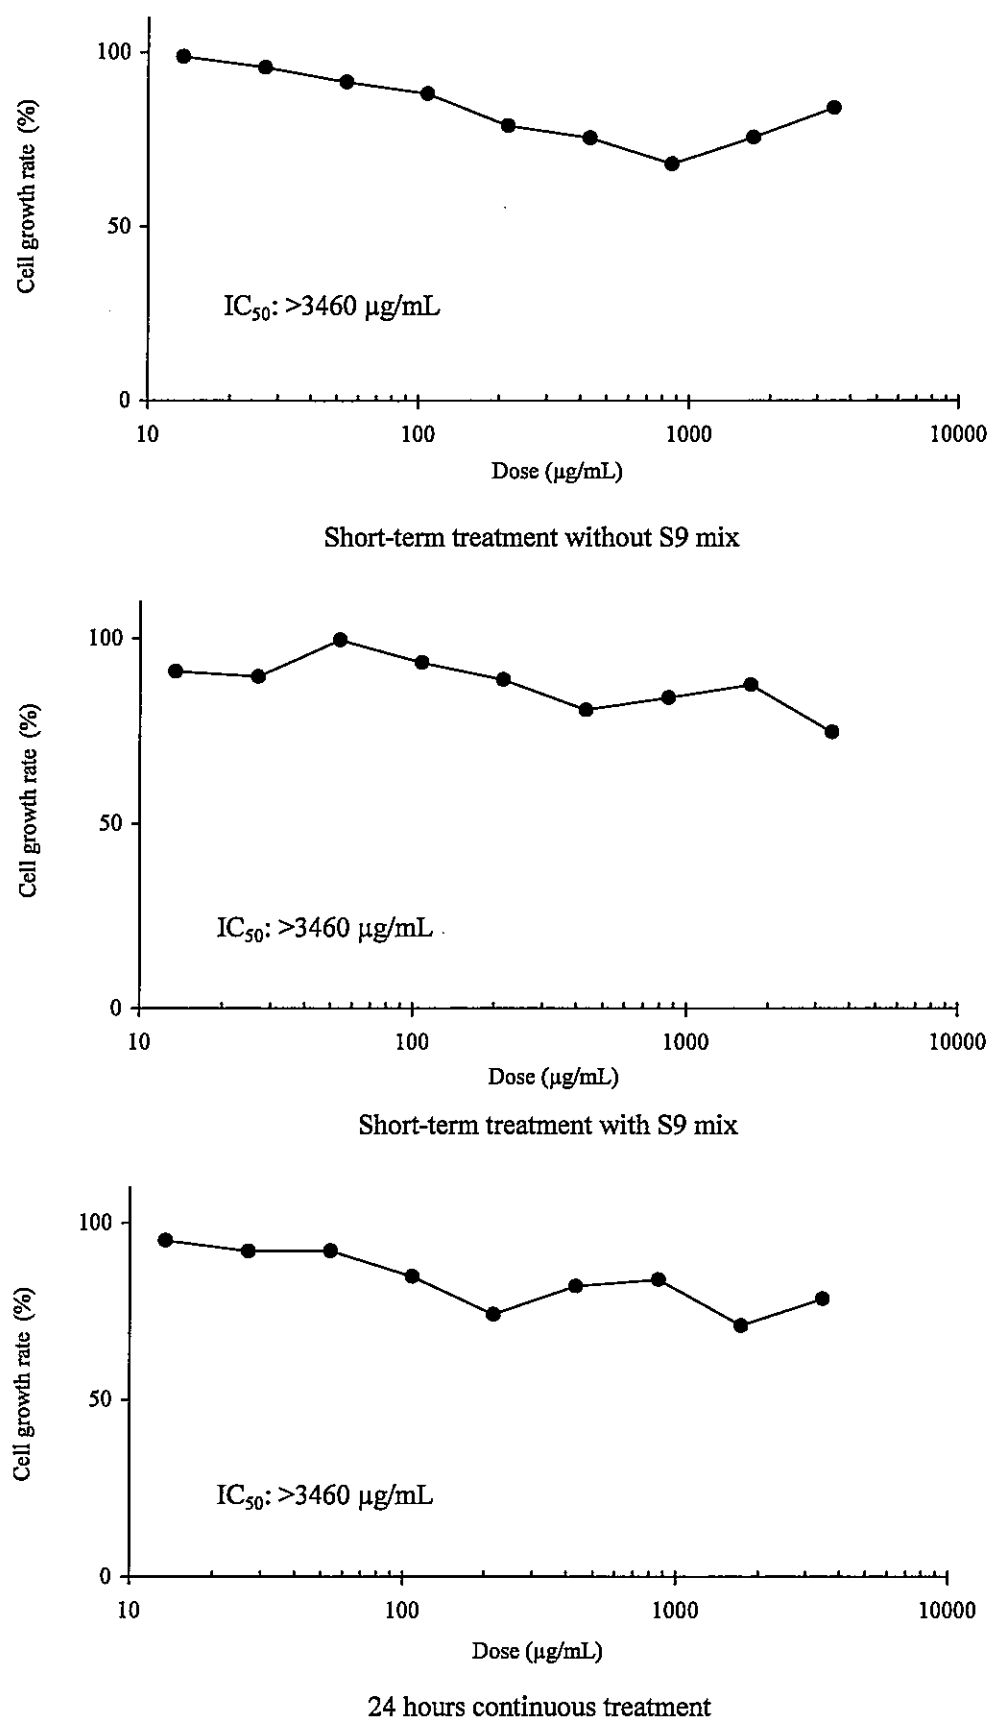 100
50
0
Cell growth rate (%)
IC50: >3460 µg/mL
10 100 1000 10000
Dose (µg/mL)
Short-term treatment without S9 mix
100
50
0
Cell growth rate (%)
IC50: >3460 µg/mL
10 100 1000 10000
Dose (µg/mL)
Short-term treatment with S9 mix
100
50
0
Cell growth rate (%)
IC50: >3460 µg/mL
10 100 1000 10000
Dose (µg/mL)
24 hours continuous treatment